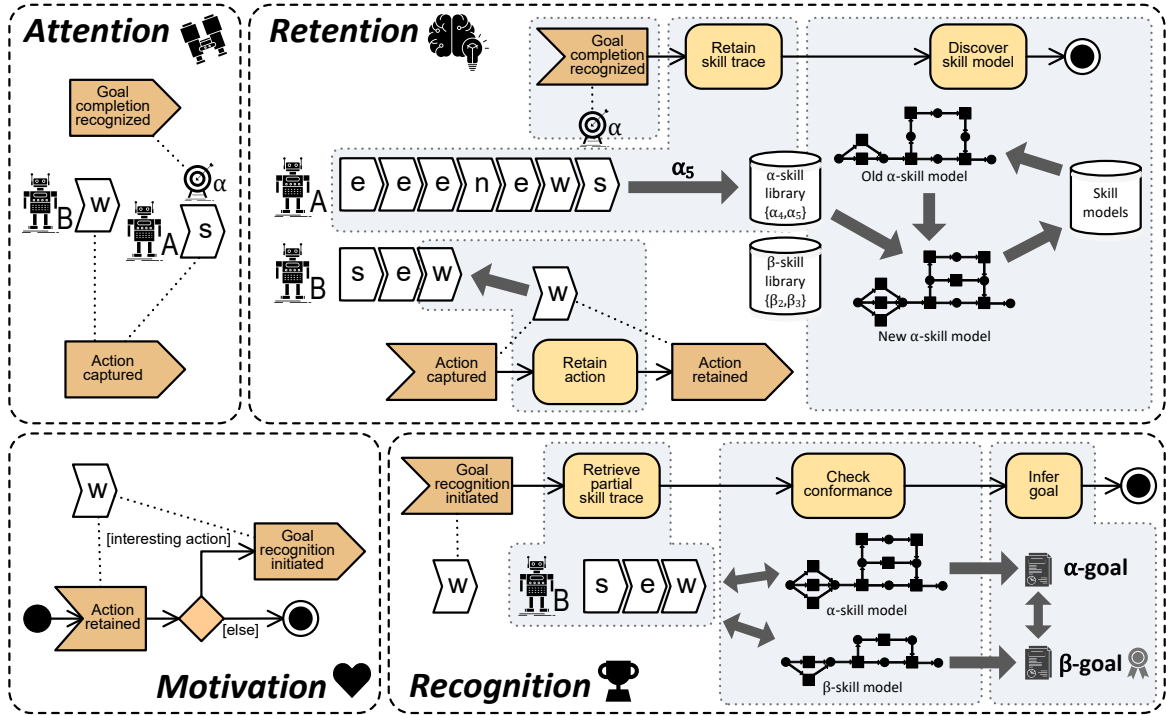 Attention
Goal
completion
recognized
α
B
w
A
s
Action
captured
Retention
Goal
completion
recognized
Retain
skill trace
Discover
skill model
α
A
e e e n e w s
α5
α-skill
library
{α4,α5}
Old α-skill model
Skill
models
B
s e w
w
β-skill
library
{β2,β3}
New α-skill model
Action
captured
Retain
action
Action
retained
w
[interesting action]
Goal
recognition
initiated
Action
retained
[else]
Motivation
Goal
recognition
initiated
Retrieve
partial
skill trace
Check
conformance
Infer
goal
w
B
s e w
α-skill model
α-goal
β-skill model
β-goal
Recognition